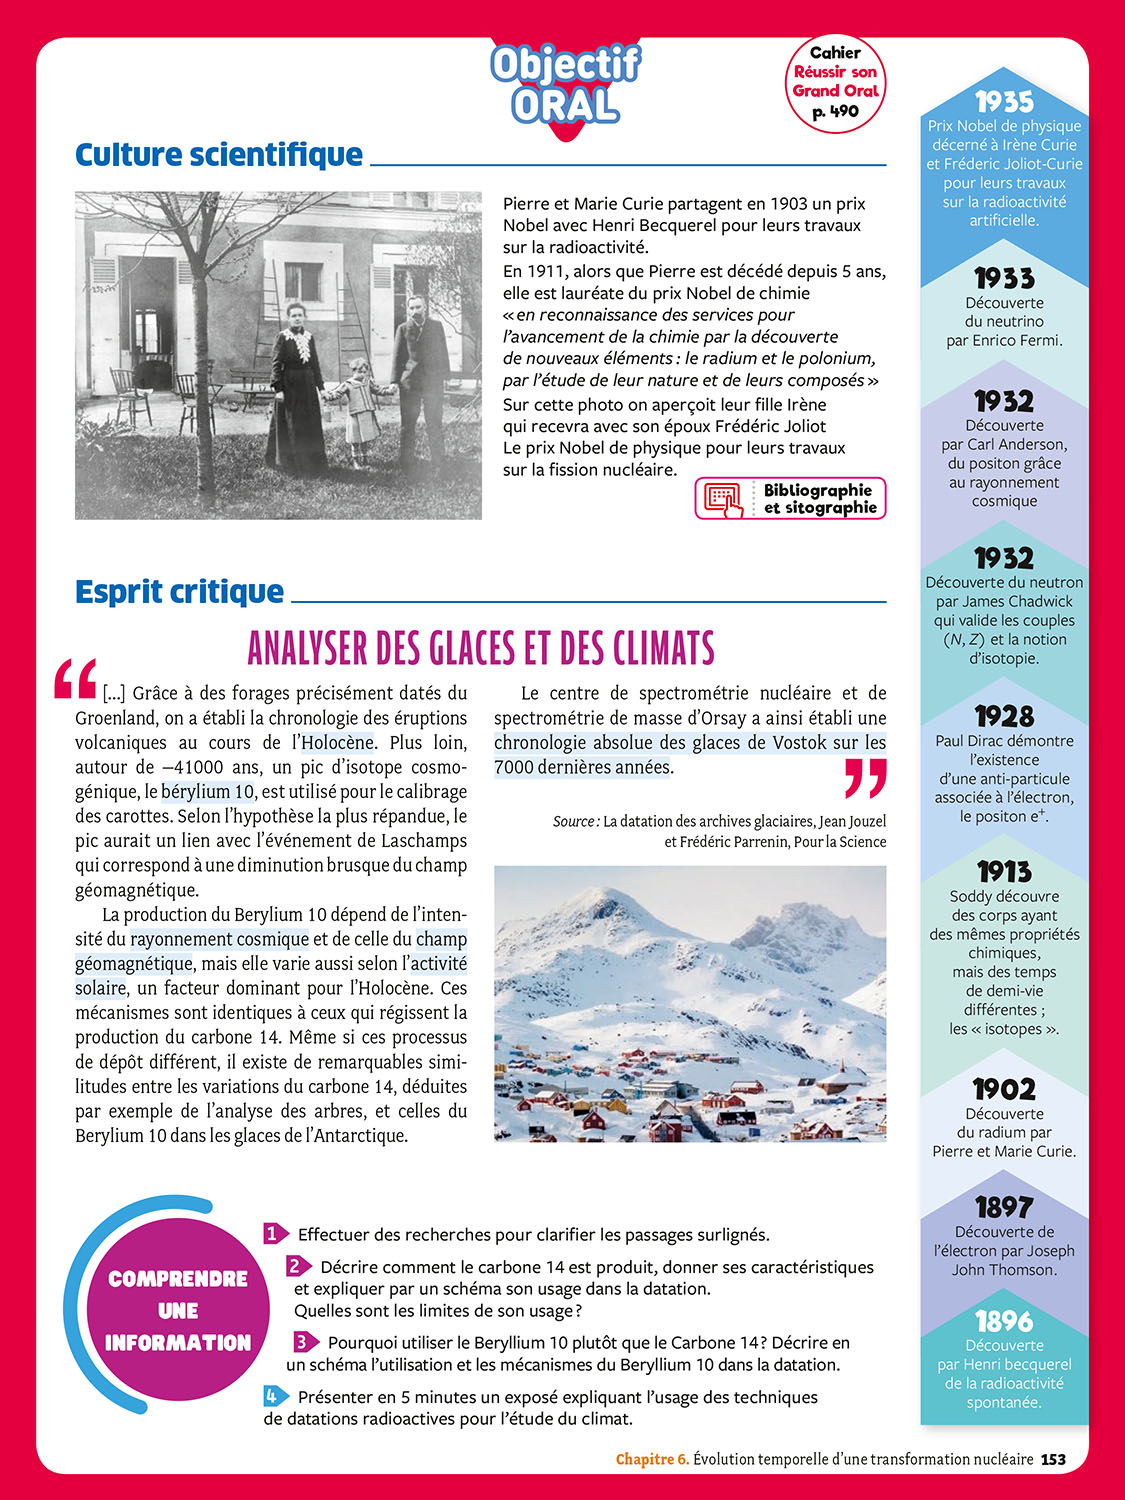 Objectif
ORAL
Cahier
Réussir son
Grand Oral
p. 490
Culture scientifique
Pierre et Marie Curie partagent en 1903 un prix
Nobel avec Henri Becquerel pour leurs travaux
sur la radioactivité.
En 1911, alors que Pierre est décédé depuis 5 ans,
elle est lauréate du prix Nobel de chimie
« en reconnaissance des services pour
l’avancement de la chimie par la découverte
de nouveaux éléments : le radium et le polonium,
par l’étude de leur nature et de leurs composés »
Sur cette photo on aperçoit leur fille Irène
qui recevra avec son époux Frédéric Joliot
Le prix Nobel de physique pour leurs travaux
sur la fission nucléaire.
Bibliographie
et sitographie
Esprit critique
ANALYSER DES GLACES ET DES CLIMATS
“ [...] Grâce à des forages précisément datés du
Groenland, on a établi la chronologie des éruptions
volcaniques au cours de l’Holocène. Plus loin,
autour de –41000 ans, un pic d’isotope cosmo-
génique, le bérylium 10, est utilisé pour le calibrage
des carottes. Selon l’hypothèse la plus répandue, le
pic aurait un lien avec l’événement de Laschamps
qui correspond à une diminution brusque du champ
géomagnétique.
La production du Berylium 10 dépend de l’inten-
sité du rayonnement cosmique et de celle du champ
géomagnétique, mais elle varie aussi selon l’activité
solaire, un facteur dominant pour l’Holocène. Ces
mécanismes sont identiques à ceux qui régissent la
production du carbone 14. Même si ces processus
de dépôt différent, il existe de remarquables simi-
litudes entre les variations du carbone 14, déduites
par exemple de l’analyse des arbres, et celles du
Berylium 10 dans les glaces de l’Antarctique.
Le centre de spectrométrie nucléaire et de
spectrométrie de masse d’Orsay a ainsi établi une
chronologie absolue des glaces de Vostok sur les
7000 dernières années. ”
Source : La datation des archives glaciaires, Jean Jouzel
et Frédéric Parrenin, Pour la Science
COMPRENDRE
UNE
INFORMATION
1 Effectuer des recherches pour clarifier les passages surlignés.
2 Décrire comment le carbone 14 est produit, donner ses caractéristiques
et expliquer par un schéma son usage dans la datation.
Quelles sont les limites de son usage ?
3 Pourquoi utiliser le Beryllium 10 plutôt que le Carbone 14 ? Décrire en
un schéma l’utilisation et les mécanismes du Beryllium 10 dans la datation.
4 Présenter en 5 minutes un exposé expliquant l’usage des techniques
de datations radioactives pour l’étude du climat.
1935
Prix Nobel de physique
décerné à Irène Curie
et Fréderic Joliot-Curie
pour leurs travaux
sur la radioactivité
artificielle.
1933
Découverte
du neutrino
par Enrico Fermi.
1932
Découverte
par Carl Anderson,
du positon grâce
au rayonnement
cosmique
1932
Découverte du neutron
par James Chadwick
qui valide les couples
(N, Z) et la notion
d’isotopie.
1928
Paul Dirac démontre
l’existence
d’une anti-particule
associée à l’électron,
le positon e⁺.
1913
Soddy découvre
des corps ayant
des mêmes propriétés
chimiques,
mais des temps
de demi-vie
différentes ;
les « isotopes ».
1902
Découverte
du radium par
Pierre et Marie Curie.
1897
Découverte de
l’électron par Joseph
John Thomson.
1896
Découverte
par Henri becquerel
de la radioactivité
spontanée.
Chapitre 6. Évolution temporelle d’une transformation nucléaire 153